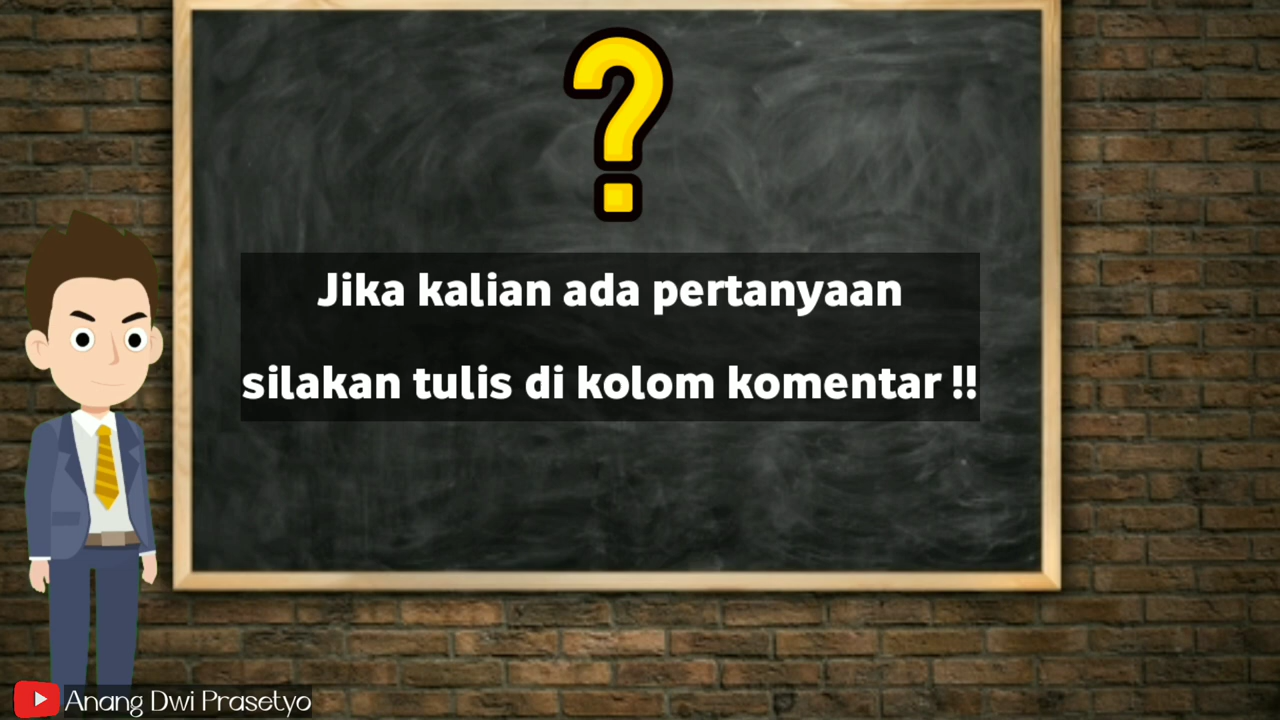 Jika kalian ada pertanyaan
silakan tulis di kolom komentar !!
Anang Dwi Prasetyo